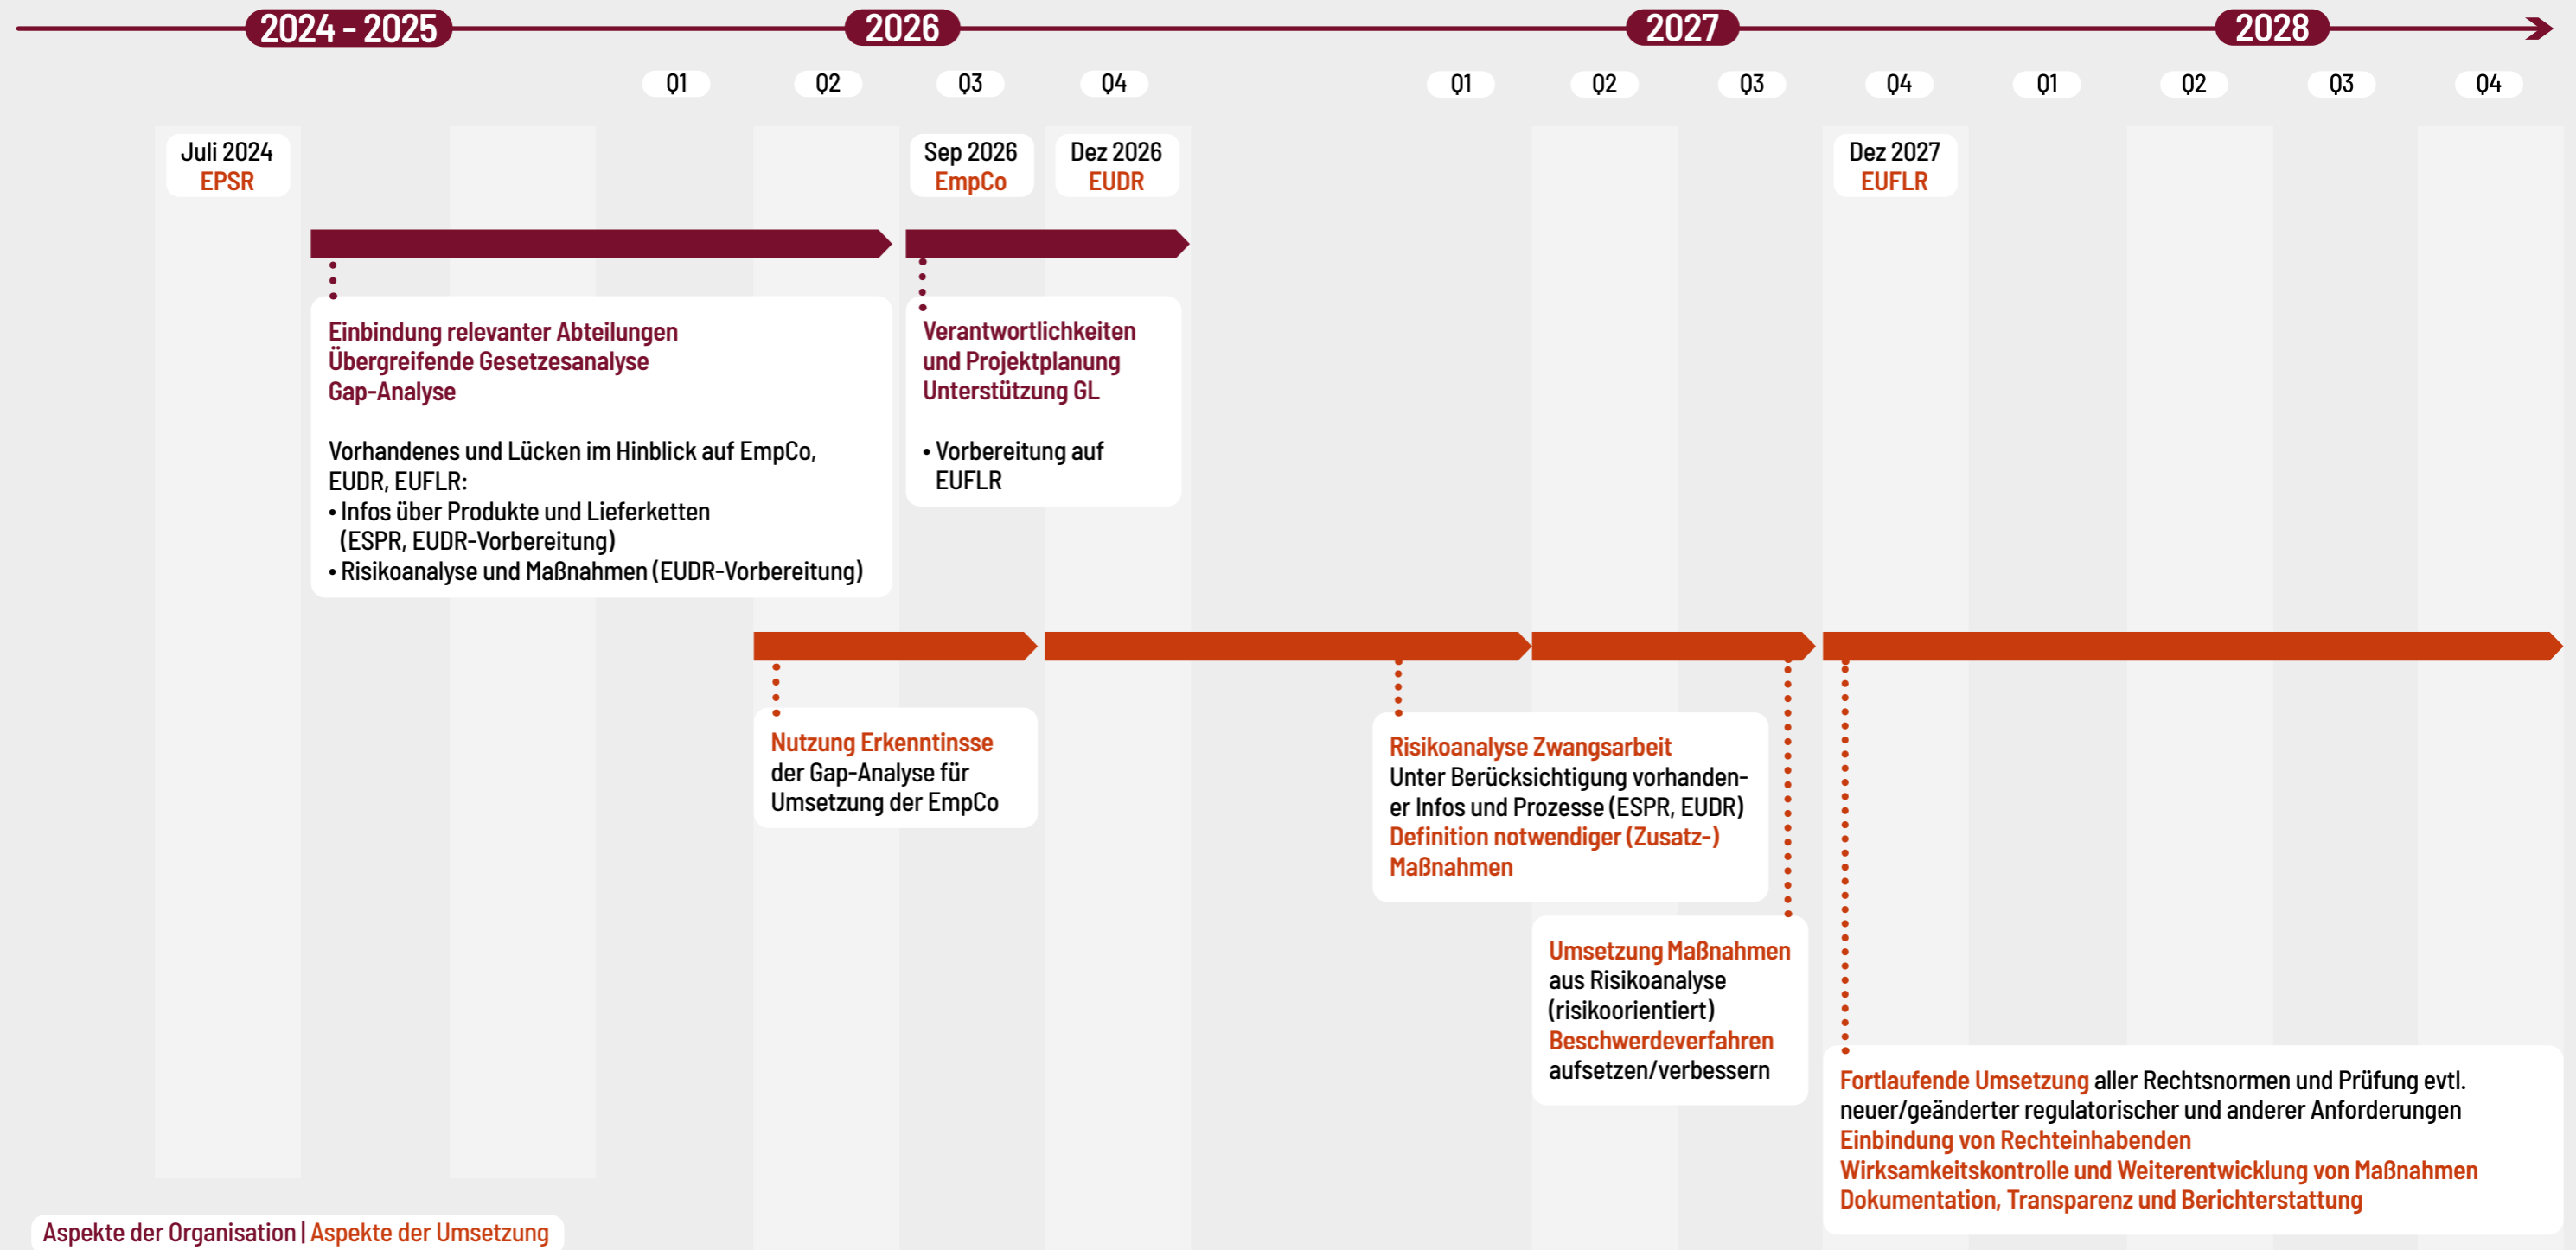 2024 - 2025
2026
2027
2028
Q1
Q2
Q3
Q4
Q1
Q2
Q3
Q4
Q1
Q2
Q3
Q4
Juli 2024
EPSR
Sep 2026
EmpCo
Dez 2026
EUDR
Dez 2027
EUFLR
Einbindung relevanter Abteilungen
Übergreifende Gesetzesanalyse
Gap-Analyse
Vorhandenes und Lücken im Hinblick auf EmpCo,
EUDR, EUFLR:
• Infos über Produkte und Lieferketten
(ESPR, EUDR-Vorbereitung)
• Risikoanalyse und Maßnahmen (EUDR-Vorbereitung)
Verantwortlichkeiten
und Projektplanung
Unterstützung GL
• Vorbereitung auf
EUFLR
Nutzung Erkenntinsse
der Gap-Analyse für
Umsetzung der EmpCo
Risikoanalyse Zwangsarbeit
Unter Berücksichtigung vorhanden-
er Infos und Prozesse (ESPR, EUDR)
Definition notwendiger (Zusatz-)
Maßnahmen
Umsetzung Maßnahmen
aus Risikoanalyse
(risikoorientiert)
Beschwerdeverfahren
aufsetzen/verbessern
Fortlaufende Umsetzung aller Rechtsnormen und Prüfung evtl.
neuer/geänderter regulatorischer und anderer Anforderungen
Einbindung von Rechteinhabenden
Wirksamkeitskontrolle und Weiterentwicklung von Maßnahmen
Dokumentation, Transparenz und Berichterstattung
Aspekte der Organisation | Aspekte der Umsetzung